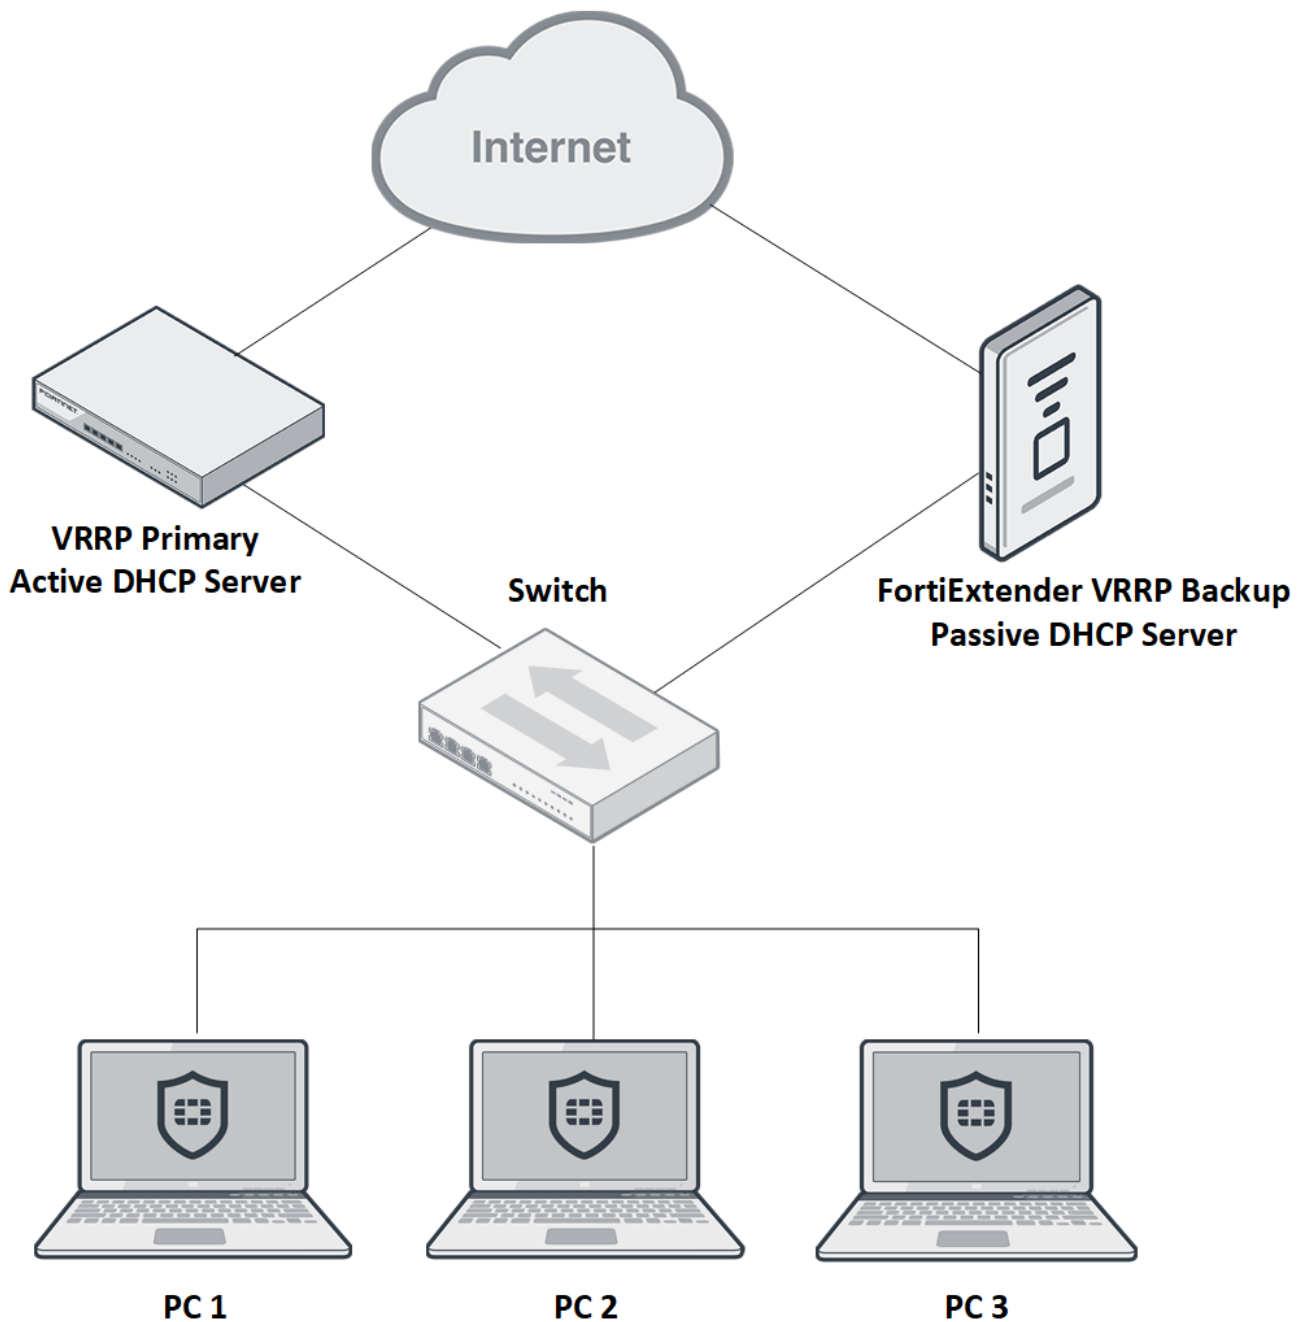 Internet
FORTINET
VRRP Primary
Active DHCP Server
Switch
FortiExtender VRRP Backup
Passive DHCP Server
PC 1
PC 2
PC 3